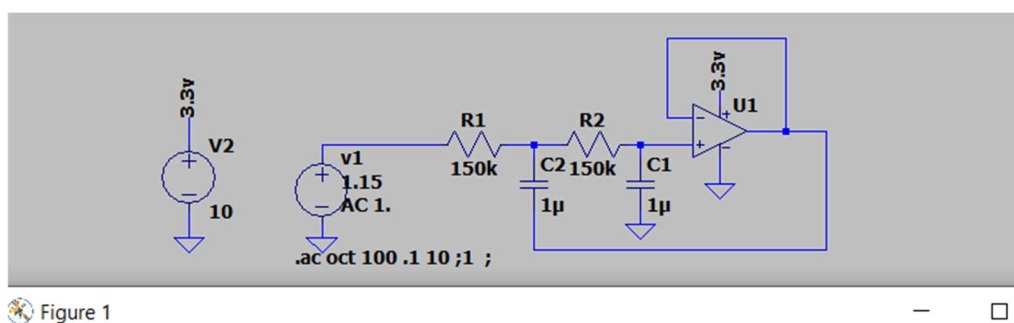 3.3v
V2
10
v1
1.15
AC 1.
.ac oct 100 .1 10 ;1 ;
R1
150k
C2
1µ
R2
150k
C1
1µ
3.3v
U1
Figure 1